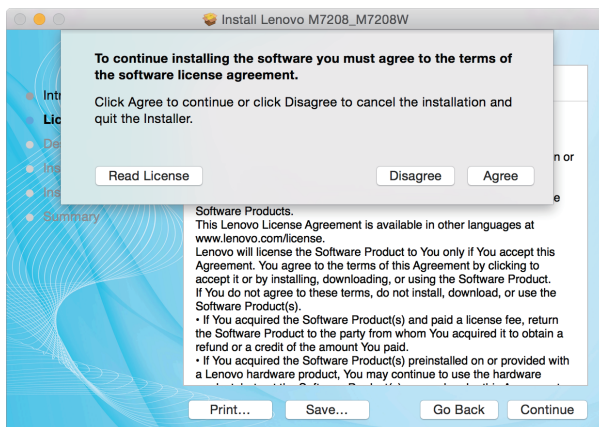 Install Lenovo M7208_M7208W
To continue installing the software you must agree to the terms of
the software license agreement.
Click Agree to continue or click Disagree to cancel the installation and
quit the Installer.
Read License
Disagree
Agree
Summary
n or
e
Software Products.
This Lenovo License Agreement is available in other languages at
www.lenovo.com/license.
Lenovo will license the Software Product to You only if You accept this
Agreement. You agree to the terms of this Agreement by clicking to
accept it or by installing, downloading, or using the Software Product.
If You do not agree to these terms, do not install, download, or use the
Software Product(s).
• If You acquired the Software Product(s) and paid a license fee, return
the Software Product to the party from whom You acquired it to obtain a
refund or a credit of the amount You paid.
• If You acquired the Software Product(s) preinstalled on or provided with
a Lenovo hardware product, You may continue to use the hardware
Print...
Save...
Go Back
Continue